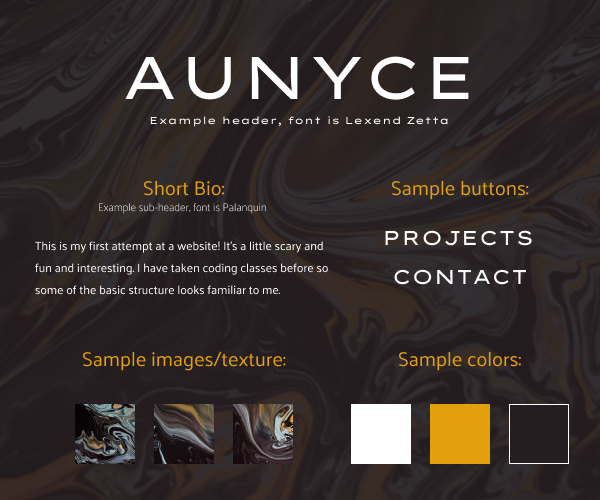 AUNYCE
Example header, font is Lexend Zetta
Short Bio:
Example sub-header, font is Palanquin
This is my first attempt at a website! It's a little scary and
fun and interesting. I have taken coding classes before so
some of the basic structure looks familiar to me.
Sample buttons:
PROJECTS
CONTACT
Sample images/texture:
Sample colors: